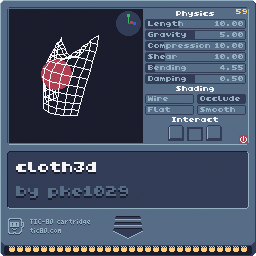 Physics 59
Length 10.00
Gravity 5.00
Compression 10.00
Shear 10.00
Bending 4.55
Damping 0.50
Shading
Wire Occlude
Flat Smooth
Interact
cloth3d
by pke1029
TIC-80 cartridge
tic80.com